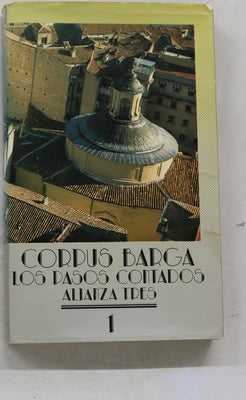 CORPUS BARGA
LOS PASOS CONTADOS
ALIANZA TRES
1